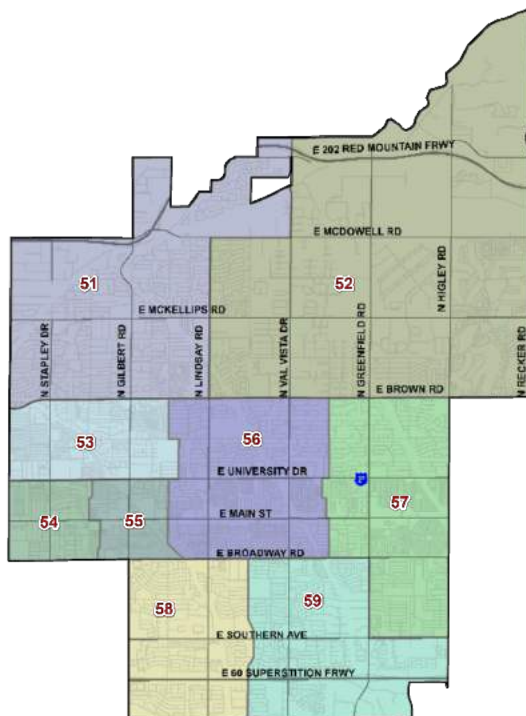 E 202 RED MOUNTAIN FRWY
E MCDOWELL RD
51
52
N HIGLEY RD
E MCKELLIPS RD
N STAPLEY DR
N GILBERT RD
N LINDSAY RD
N VAL VISTA DR
N GREENFIELD RD
N RECKER RD
E BROWN RD
53
56
E UNIVERSITY DR
57
54
55
E MAIN ST
E BROADWAY RD
58
59
E SOUTHERN AVE
E 60 SUPERSTITION FRWY